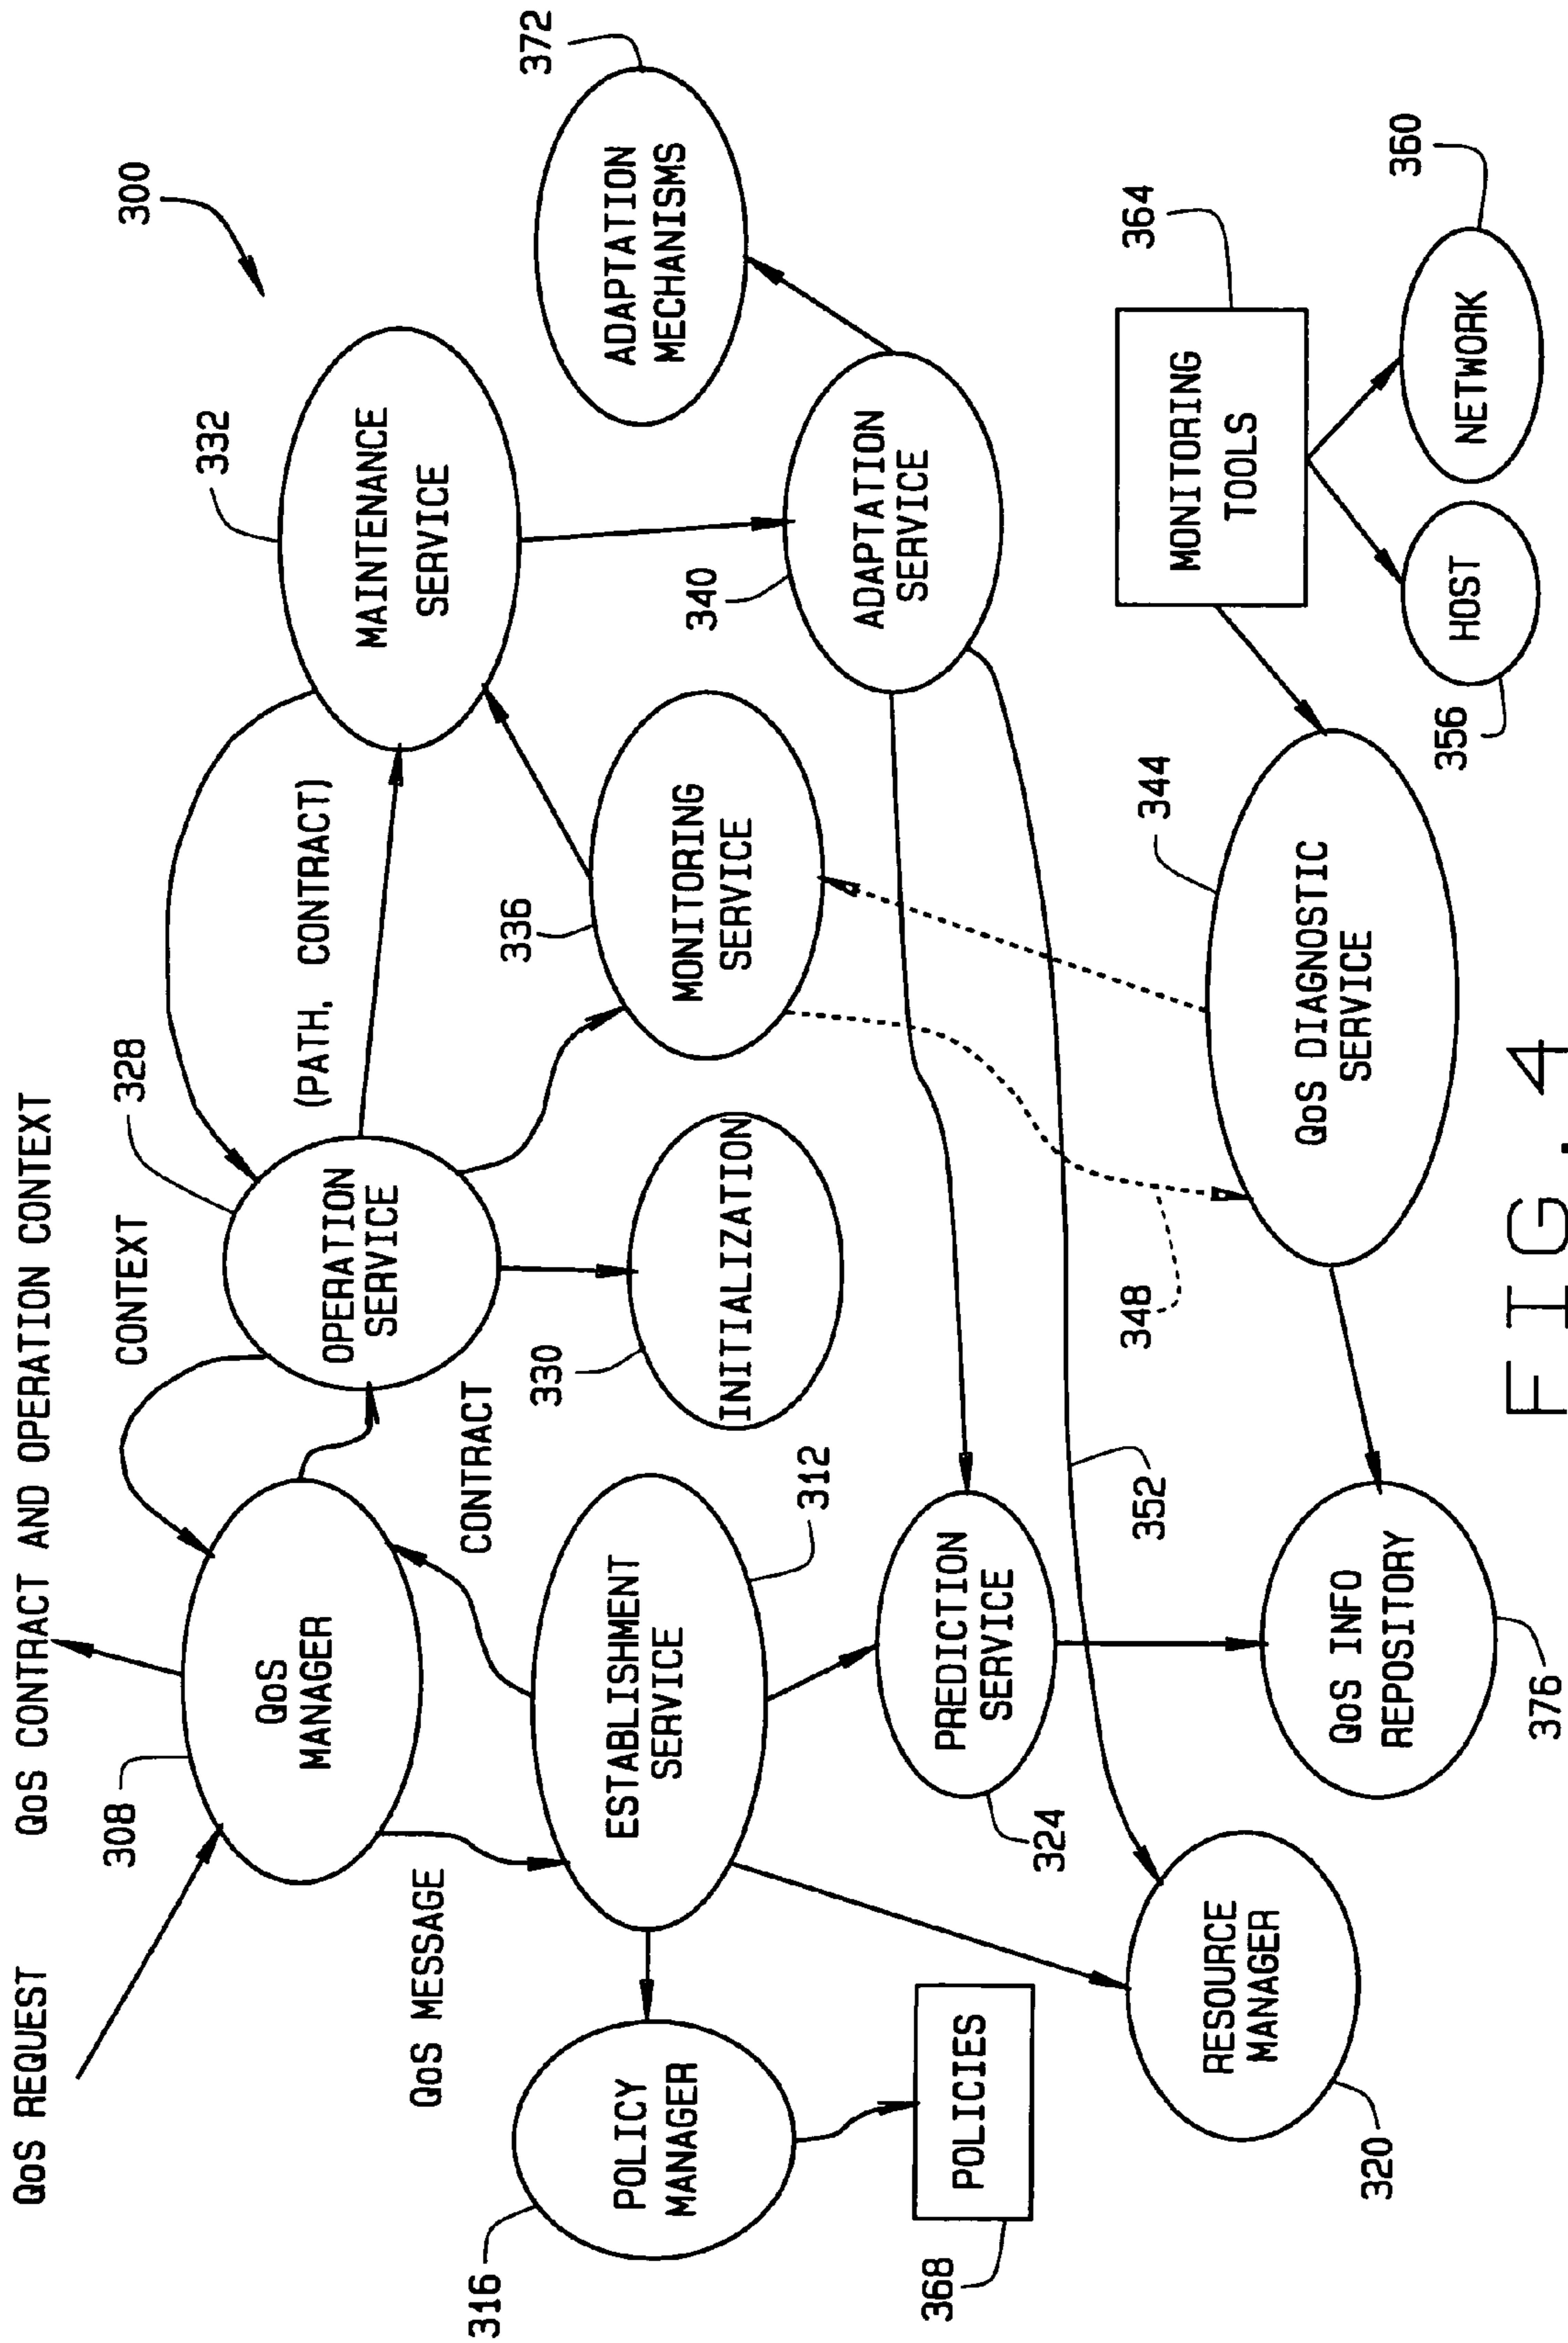 QoS REQUEST
QoS CONTRACT AND OPERATION CONTEXT
300
308
QoS
MANAGER
CONTEXT
328
OPERATION
SERVICE
(PATH, CONTRACT)
332
MAINTENANCE
SERVICE
372
ADAPTATION
MECHANISMS
QoS MESSAGE
CONTRACT
316
POLICY
MANAGER
ESTABLISHMENT
SERVICE
312
330
INITIALIZATION
336
MONITORING
SERVICE
340
ADAPTATION
SERVICE
368
POLICIES
324
PREDICTION
SERVICE
352
348
344
QoS DIAGNOSTIC
SERVICE
364
MONITORING
TOOLS
320
RESOURCE
MANAGER
376
QoS INFO
REPOSITORY
356
HOST
360
NETWORK
FIG. 4